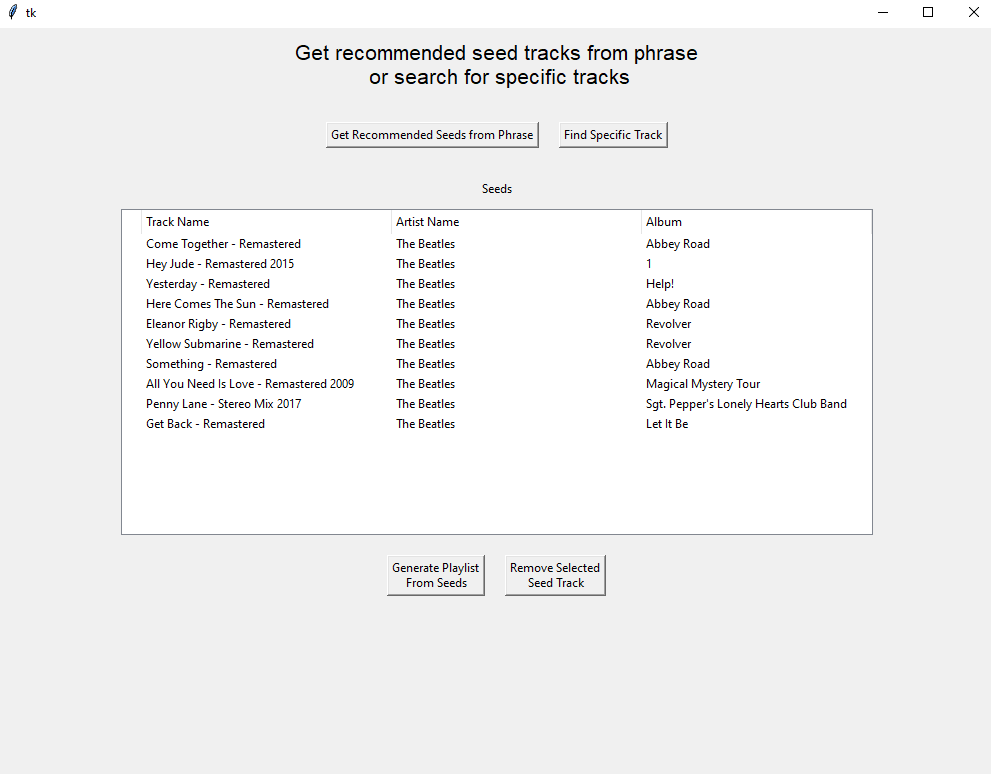 tk
Get recommended seed tracks from phrase
or search for specific tracks
Get Recommended Seeds from Phrase Find Specific Track
Seeds
Track Name Artist Name Album
Come Together - Remastered The Beatles Abbey Road
Hey Jude - Remastered 2015 The Beatles 1
Yesterday - Remastered The Beatles Help!
Here Comes The Sun - Remastered The Beatles Abbey Road
Eleanor Rigby - Remastered The Beatles Revolver
Yellow Submarine - Remastered The Beatles Revolver
Something - Remastered The Beatles Abbey Road
All You Need Is Love - Remastered 2009 The Beatles Magical Mystery Tour
Penny Lane - Stereo Mix 2017 The Beatles Sgt. Pepper's Lonely Hearts Club Band
Get Back - Remastered The Beatles Let It Be
Generate Playlist
From Seeds
Remove Selected
Seed Track